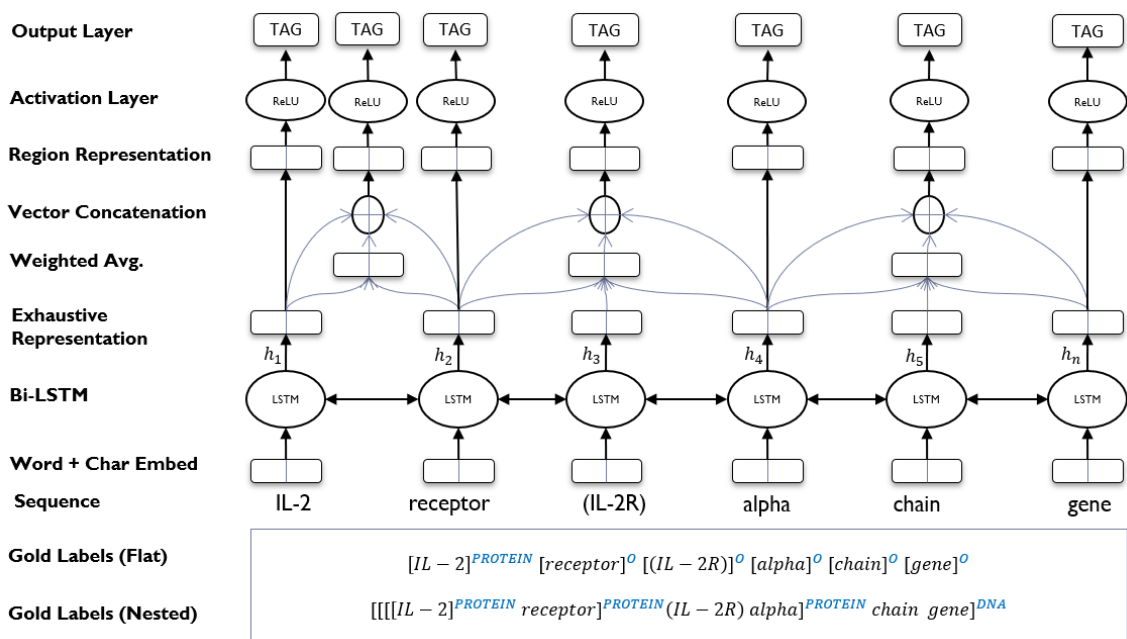 Output Layer TAG TAG TAG TAG TAG TAG TAG
Activation Layer ReLU ReLU ReLU ReLU ReLU ReLU ReLU
Region Representation
Vector Concatenation
Weighted Avg.
Exhaustive
Representation
h₁ h₂ h₃ h₄ h₅ hₙ
Bi-LSTM LSTM LSTM LSTM LSTM LSTM LSTM
Word + Char Embed
Sequence IL-2 receptor (IL-2R) alpha chain gene
Gold Labels (Flat) [IL − 2]^PROTEIN [receptor]^O [(IL − 2R)]^O [alpha]^O [chain]^O [gene]^O
Gold Labels (Nested) [[[[IL − 2]^PROTEIN receptor]^PROTEIN (IL − 2R) alpha]^PROTEIN chain gene]^DNA